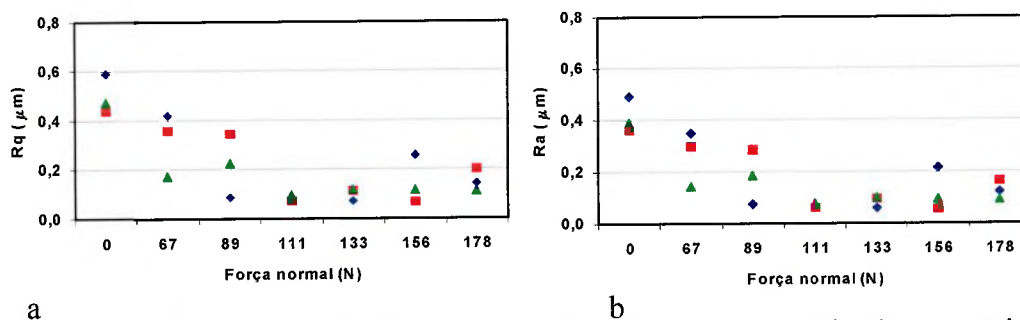 0,8
0,6
0,4
0,2
0,0
Rq ( μm)
0 67 89 111 133 156 178
Força normal (N)
a
0,8
0,6
0,4
0,2
0,0
Ra ( μm)
0 67 89 111 133 156 178
Força normal (N)
b